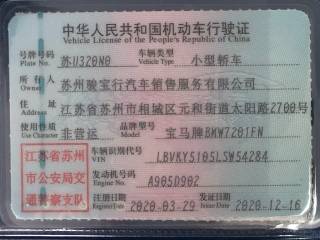 中华人民共和国机动车行驶证
Vehicle License of the People's Republic of China
号牌号码 苏U320N0 车辆类型 小型轿车
Plate No. Vehicle Type
所有人 苏州骏宝行汽车销售服务有限公司
Owner
住址 江苏省苏州市相城区元和街道太阳路2700号
Address
使用性质 非营运 品牌型号 宝马牌BMW7201FN
Use Character Model
江苏省苏州市公安局交通警察支队
车辆识别代号 LBVKY5105LSW54284
VIN
发动机号码 A905D902
Engine No.
注册日期 2020-03-29 发证日期 2020-12-16
Register Date Issue Date